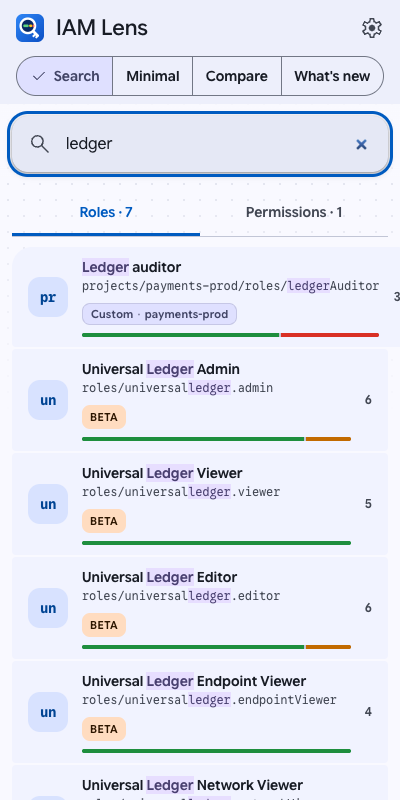 IAM Lens
Search
Minimal
Compare
What's new
ledger
Roles · 7
Permissions · 1
pr
Ledger auditor
projects/payments-prod/roles/ledgerAuditor
3
Custom · payments-prod
un
Universal Ledger Admin
roles/universalledger.admin
6
BETA
un
Universal Ledger Viewer
roles/universalledger.viewer
5
BETA
un
Universal Ledger Editor
roles/universalledger.editor
6
BETA
un
Universal Ledger Endpoint Viewer
roles/universalledger.endpointViewer
4
BETA
Universal Ledger Network Viewer